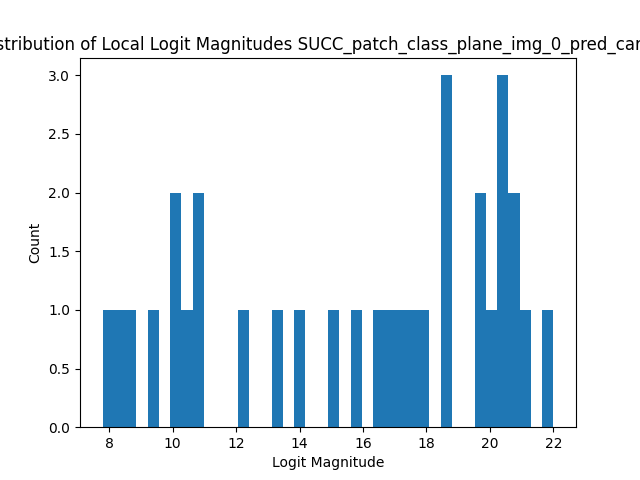 stribution of Local Logit Magnitudes SUCC_patch_class_plane_img_0_pred_car
3.0
2.5
2.0
1.5
1.0
0.5
0.0
Count
8 10 12 14 16 18 20 22
Logit Magnitude